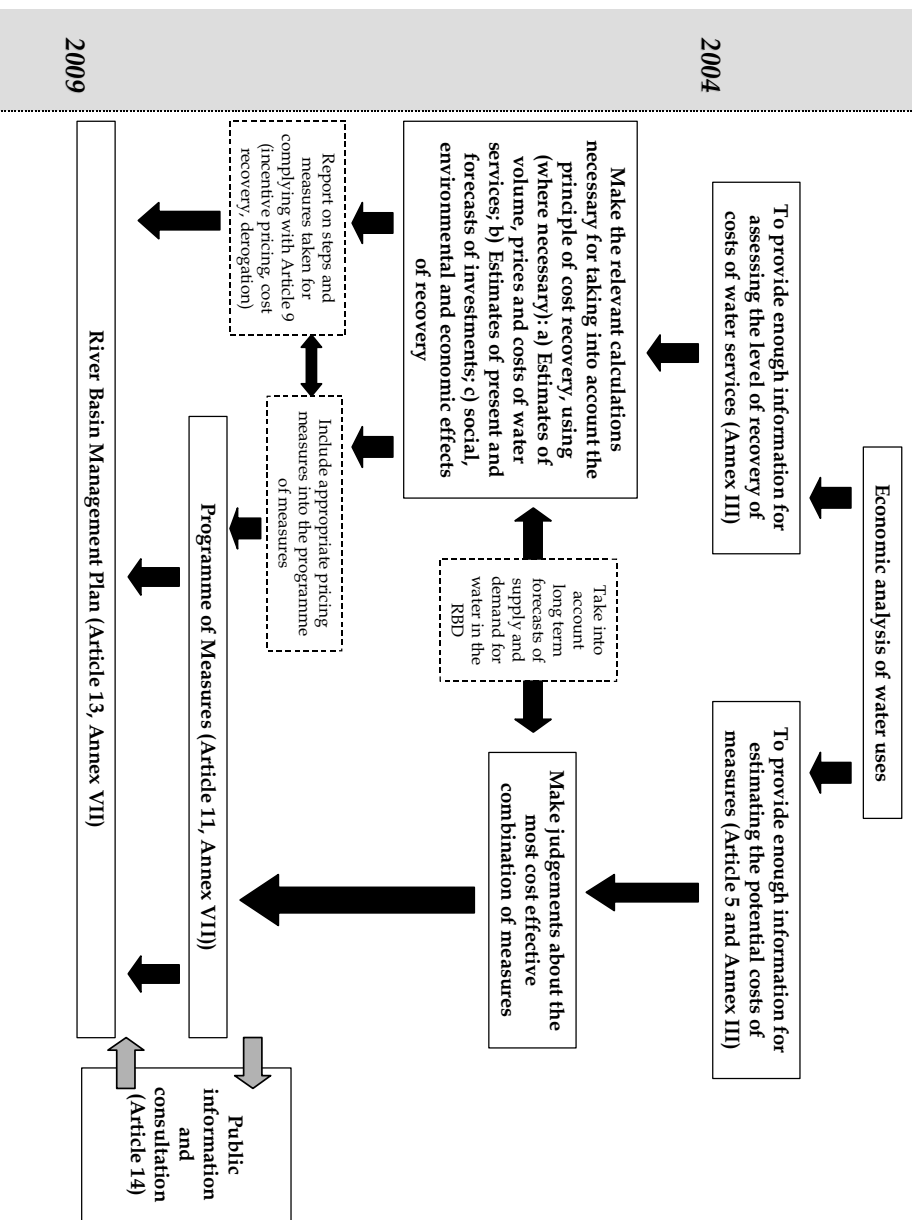 Economic analysis of water uses
2004
To provide enough information for
assessing the level of recovery of
costs of water services (Annex III)
To provide enough information for
estimating the potential costs of
measures (Article 5 and Annex III)
Make the relevant calculations
necessary for taking into account the
principle of cost recovery, using
(where necessary): a) Estimates of
volume, prices and costs of water
services; b) Estimates of present and
forecasts of investments; c) social,
environmental and economic effects
of recovery
Take into
account
long term
forecasts of
supply and
demand for
water in the
RBD
Make judgements about the
most cost effective
combination of measures
Report on steps and
measures taken for
complying with Article 9
(incentive pricing, cost
recovery, derogation)
Include appropriate pricing
measures into the programme
of measures
Programme of Measures (Article 11, Annex VII))
Public
information
and
consultation
(Article 14)
2009
River Basin Management Plan (Article 13, Annex VII)